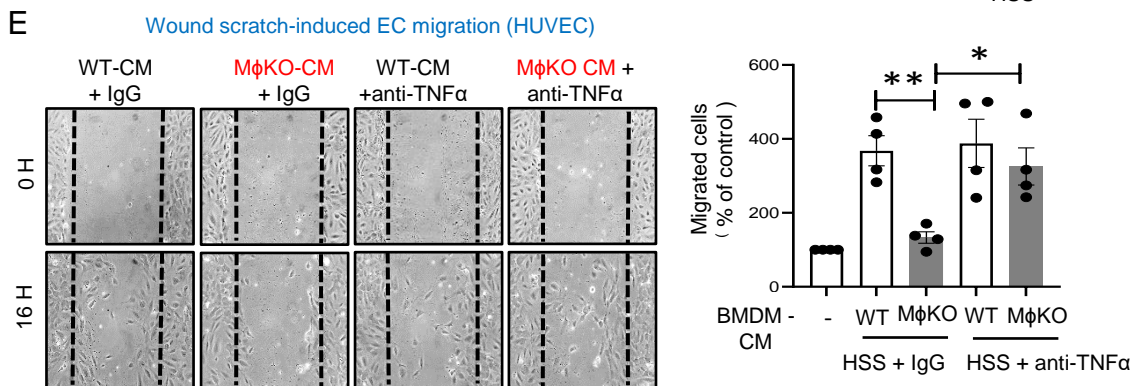 HSS
E
Wound scratch-induced EC migration (HUVEC)
WT-CM
+ IgG
MϕKO-CM
+ IgG
WT-CM
+anti-TNFα
MϕKO CM +
anti-TNFα
0 H
16 H
Migrated cells
( % of control)
600
400
200
0
**
*
BMDM -
CM
- WT MϕKO WT MϕKO
HSS + IgG HSS + anti-TNFα